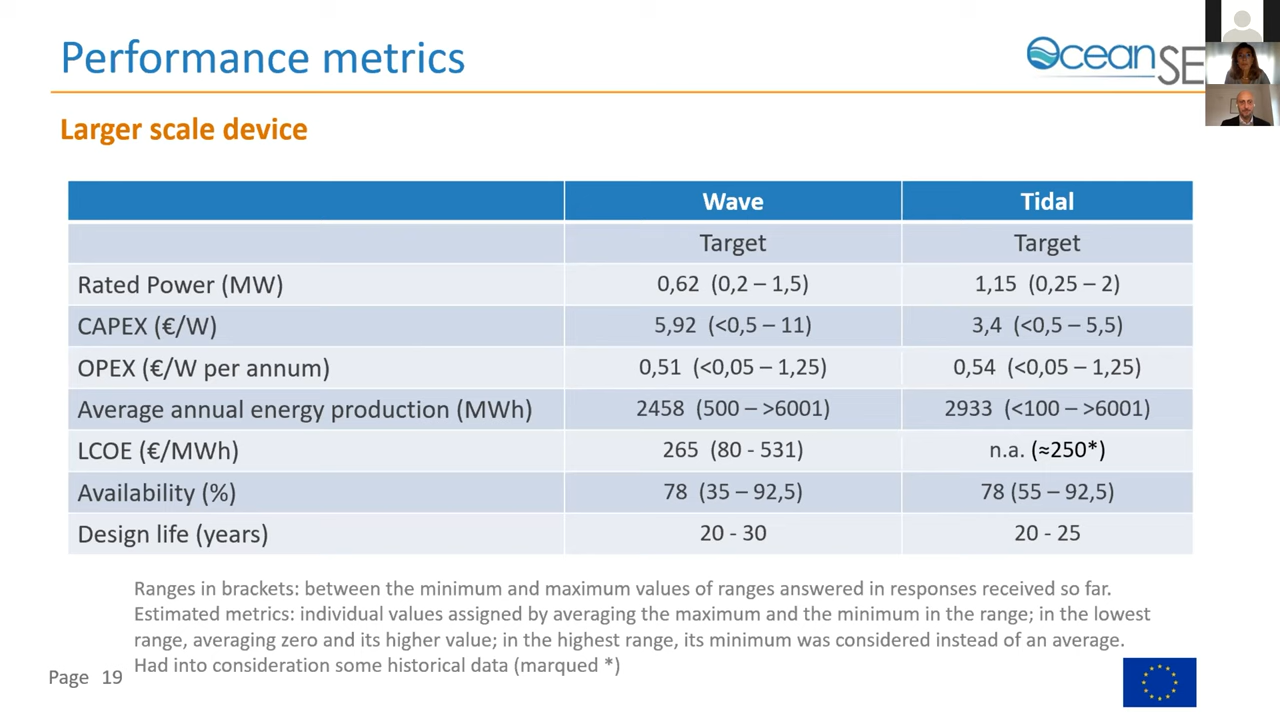 Performance metrics
OceanSE
Larger scale device
Wave Tidal
Target Target
Rated Power (MW) 0,62 (0,2 – 1,5) 1,15 (0,25 – 2)
CAPEX (€/W) 5,92 (<0,5 – 11) 3,4 (<0,5 – 5,5)
OPEX (€/W per annum) 0,51 (<0,05 – 1,25) 0,54 (<0,05 – 1,25)
Average annual energy production (MWh) 2458 (500 – >6001) 2933 (<100 – >6001)
LCOE (€/MWh) 265 (80 - 531) n.a. (≈250*)
Availability (%) 78 (35 – 92,5) 78 (55 – 92,5)
Design life (years) 20 - 30 20 - 25
Ranges in brackets: between the minimum and maximum values of ranges answered in responses received so far.
Estimated metrics: individual values assigned by averaging the maximum and the minimum in the range; in the lowest
range, averaging zero and its higher value; in the highest range, its minimum was considered instead of an average.
Had into consideration some historical data (marqued *)
Page 19